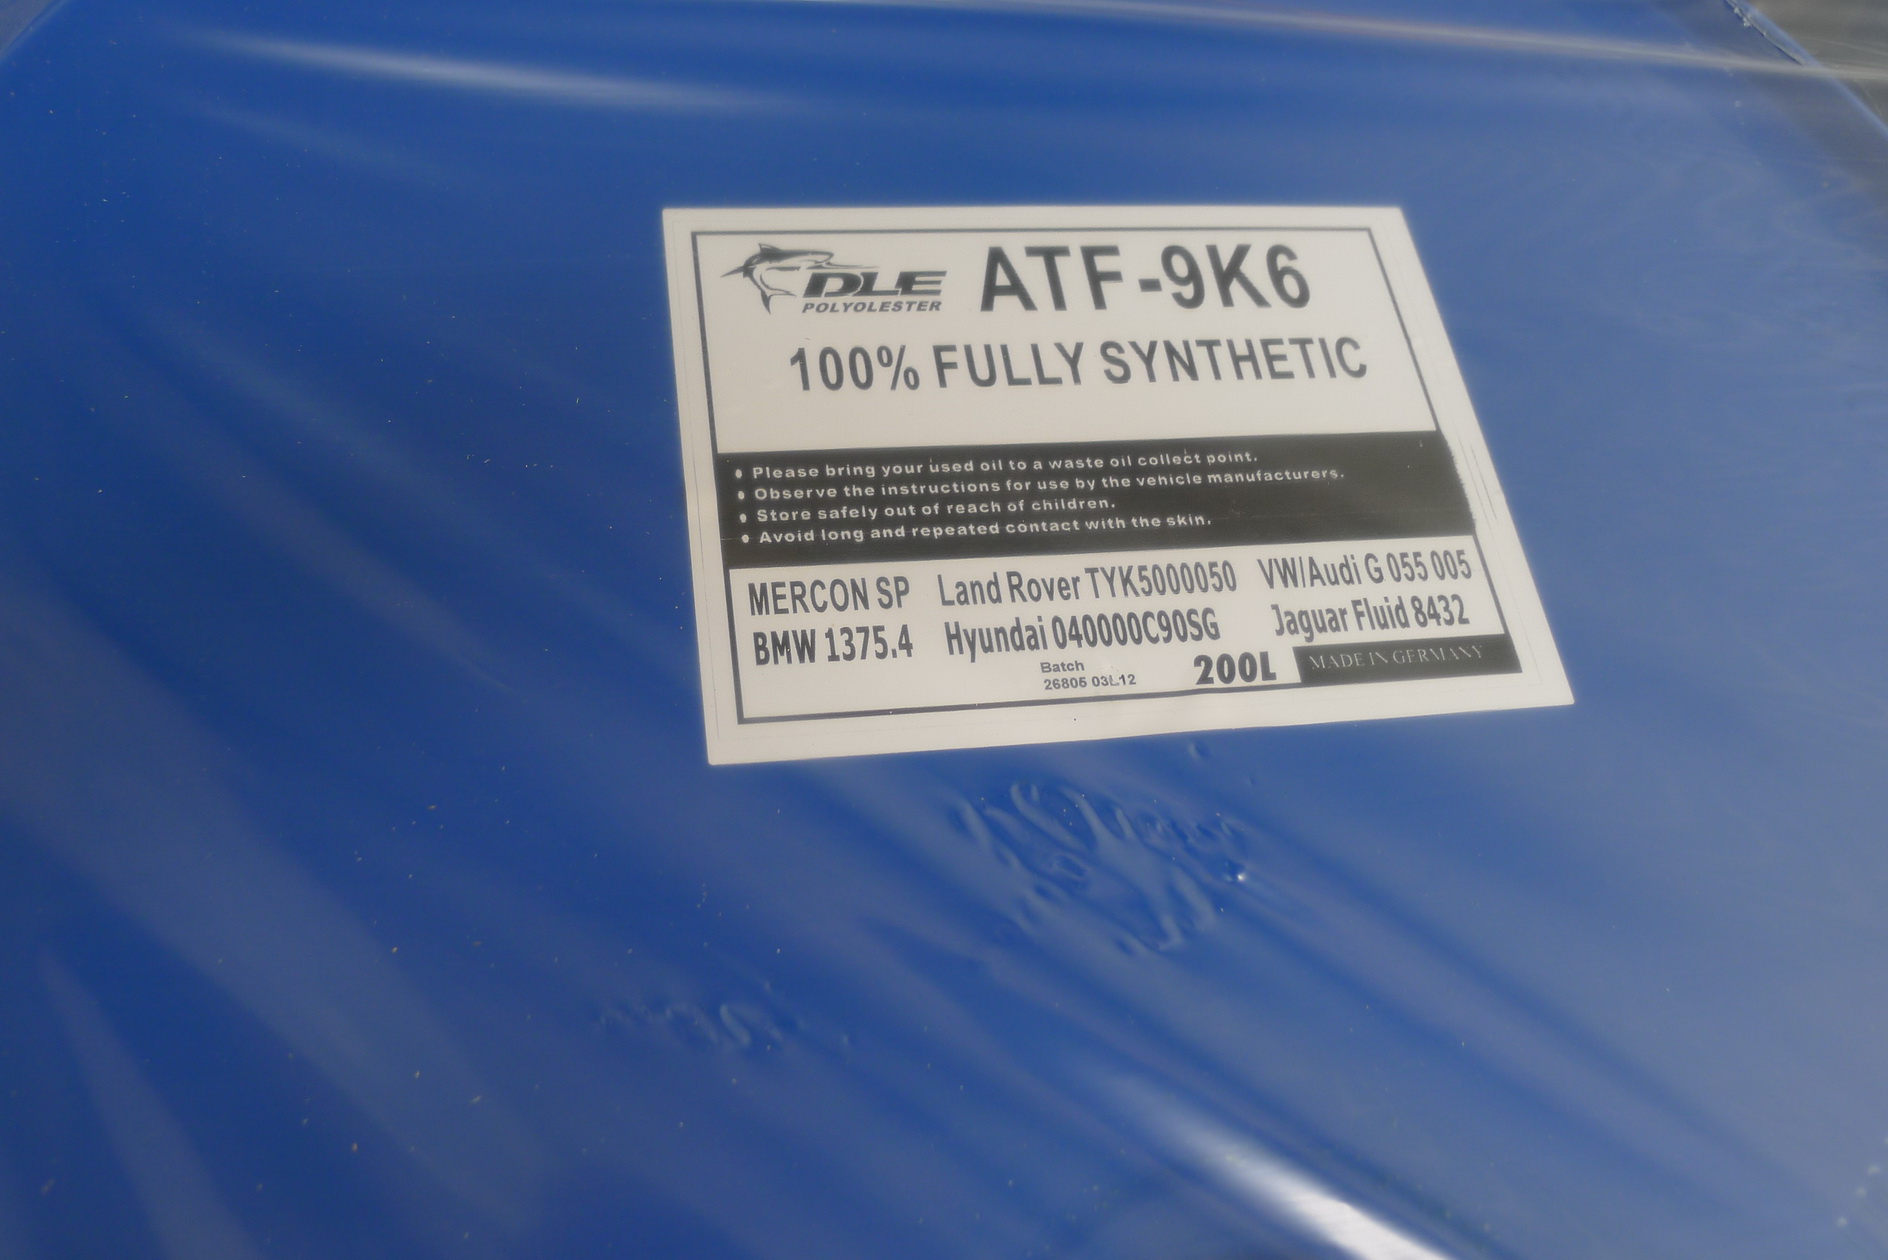 DLE ATF-9K6
POLYOLESTER
100% FULLY SYNTHETIC
• Please bring your used oil to a waste oil collect point.
• Observe the instructions for use by the vehicle manufacturers.
• Store safely out of reach of children.
• Avoid long and repeated contact with the skin.
MERCON SP Land Rover TYK5000050 VW/Audi G 055 005
BMW 1375.4 Hyundai 040000C90SG Jaguar Fluid 8432
Batch
26805 03L12 200L MADE IN GERMANY